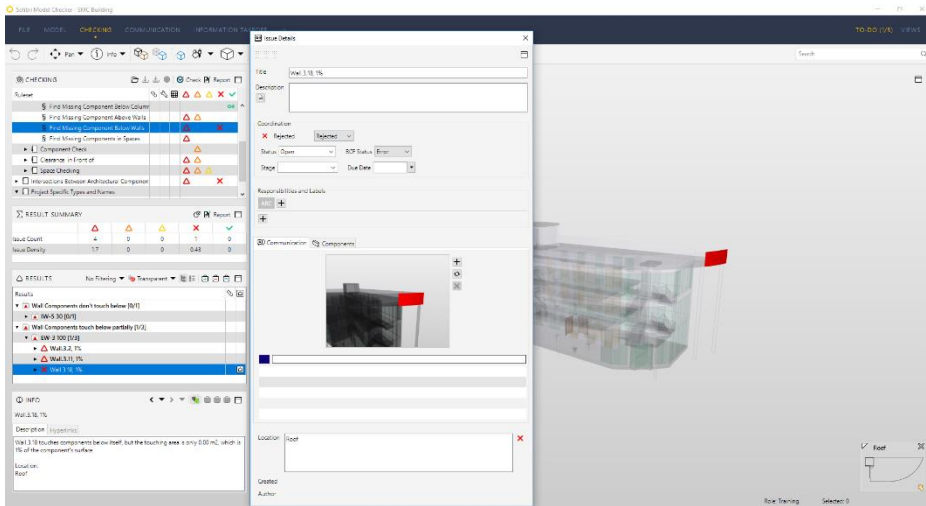 Solibri Model Checker - SMC Building
FILE MODEL CHECKING COMMUNICATION INFORMATION TAKEOFF
TO-DO (1/1) VIEWS
Pan Info
Search
CHECKING
Check Report
Ruleset
§ Find Missing Component Below Column
§ Find Missing Component Above Walls
§ Find Missing Component Below Walls
§ Find Missing Components in Spaces
Component Check
Clearance in Front of
Space Checking
Intersections Between Architectural Componen
Project Specific Types and Names
RESULT SUMMARY
Report
Issue Count 4 0 0 1 0
Issue Density 1.7 0 0 0.43 0
RESULTS No Filtering Transparent
Results
Wall Components don't touch below [0/1]
IW-5 30 [0/1]
Wall Components touch below partially [1/3]
EW-3 100 [1/3]
Wall.3.2, 1%
Wall.3.11, 1%
Wall.3.18, 1%
INFO
Wall.3.18, 1%
Description Hyperlinks
Wall.3.18 touches components below itself, but the touching area is only 0.00 m2, which is
1% of the component's surface.
Location:
Roof
Issue Details
Title Wall.3.18, 1%
Description
Coordination
Rejected Rejected
Status Open BCF Status Error
Stage Due Date
Responsibilities and Labels
ARC
Communication Components
Location Roof
Created
Author
Roof
Role: Training Selected: 0